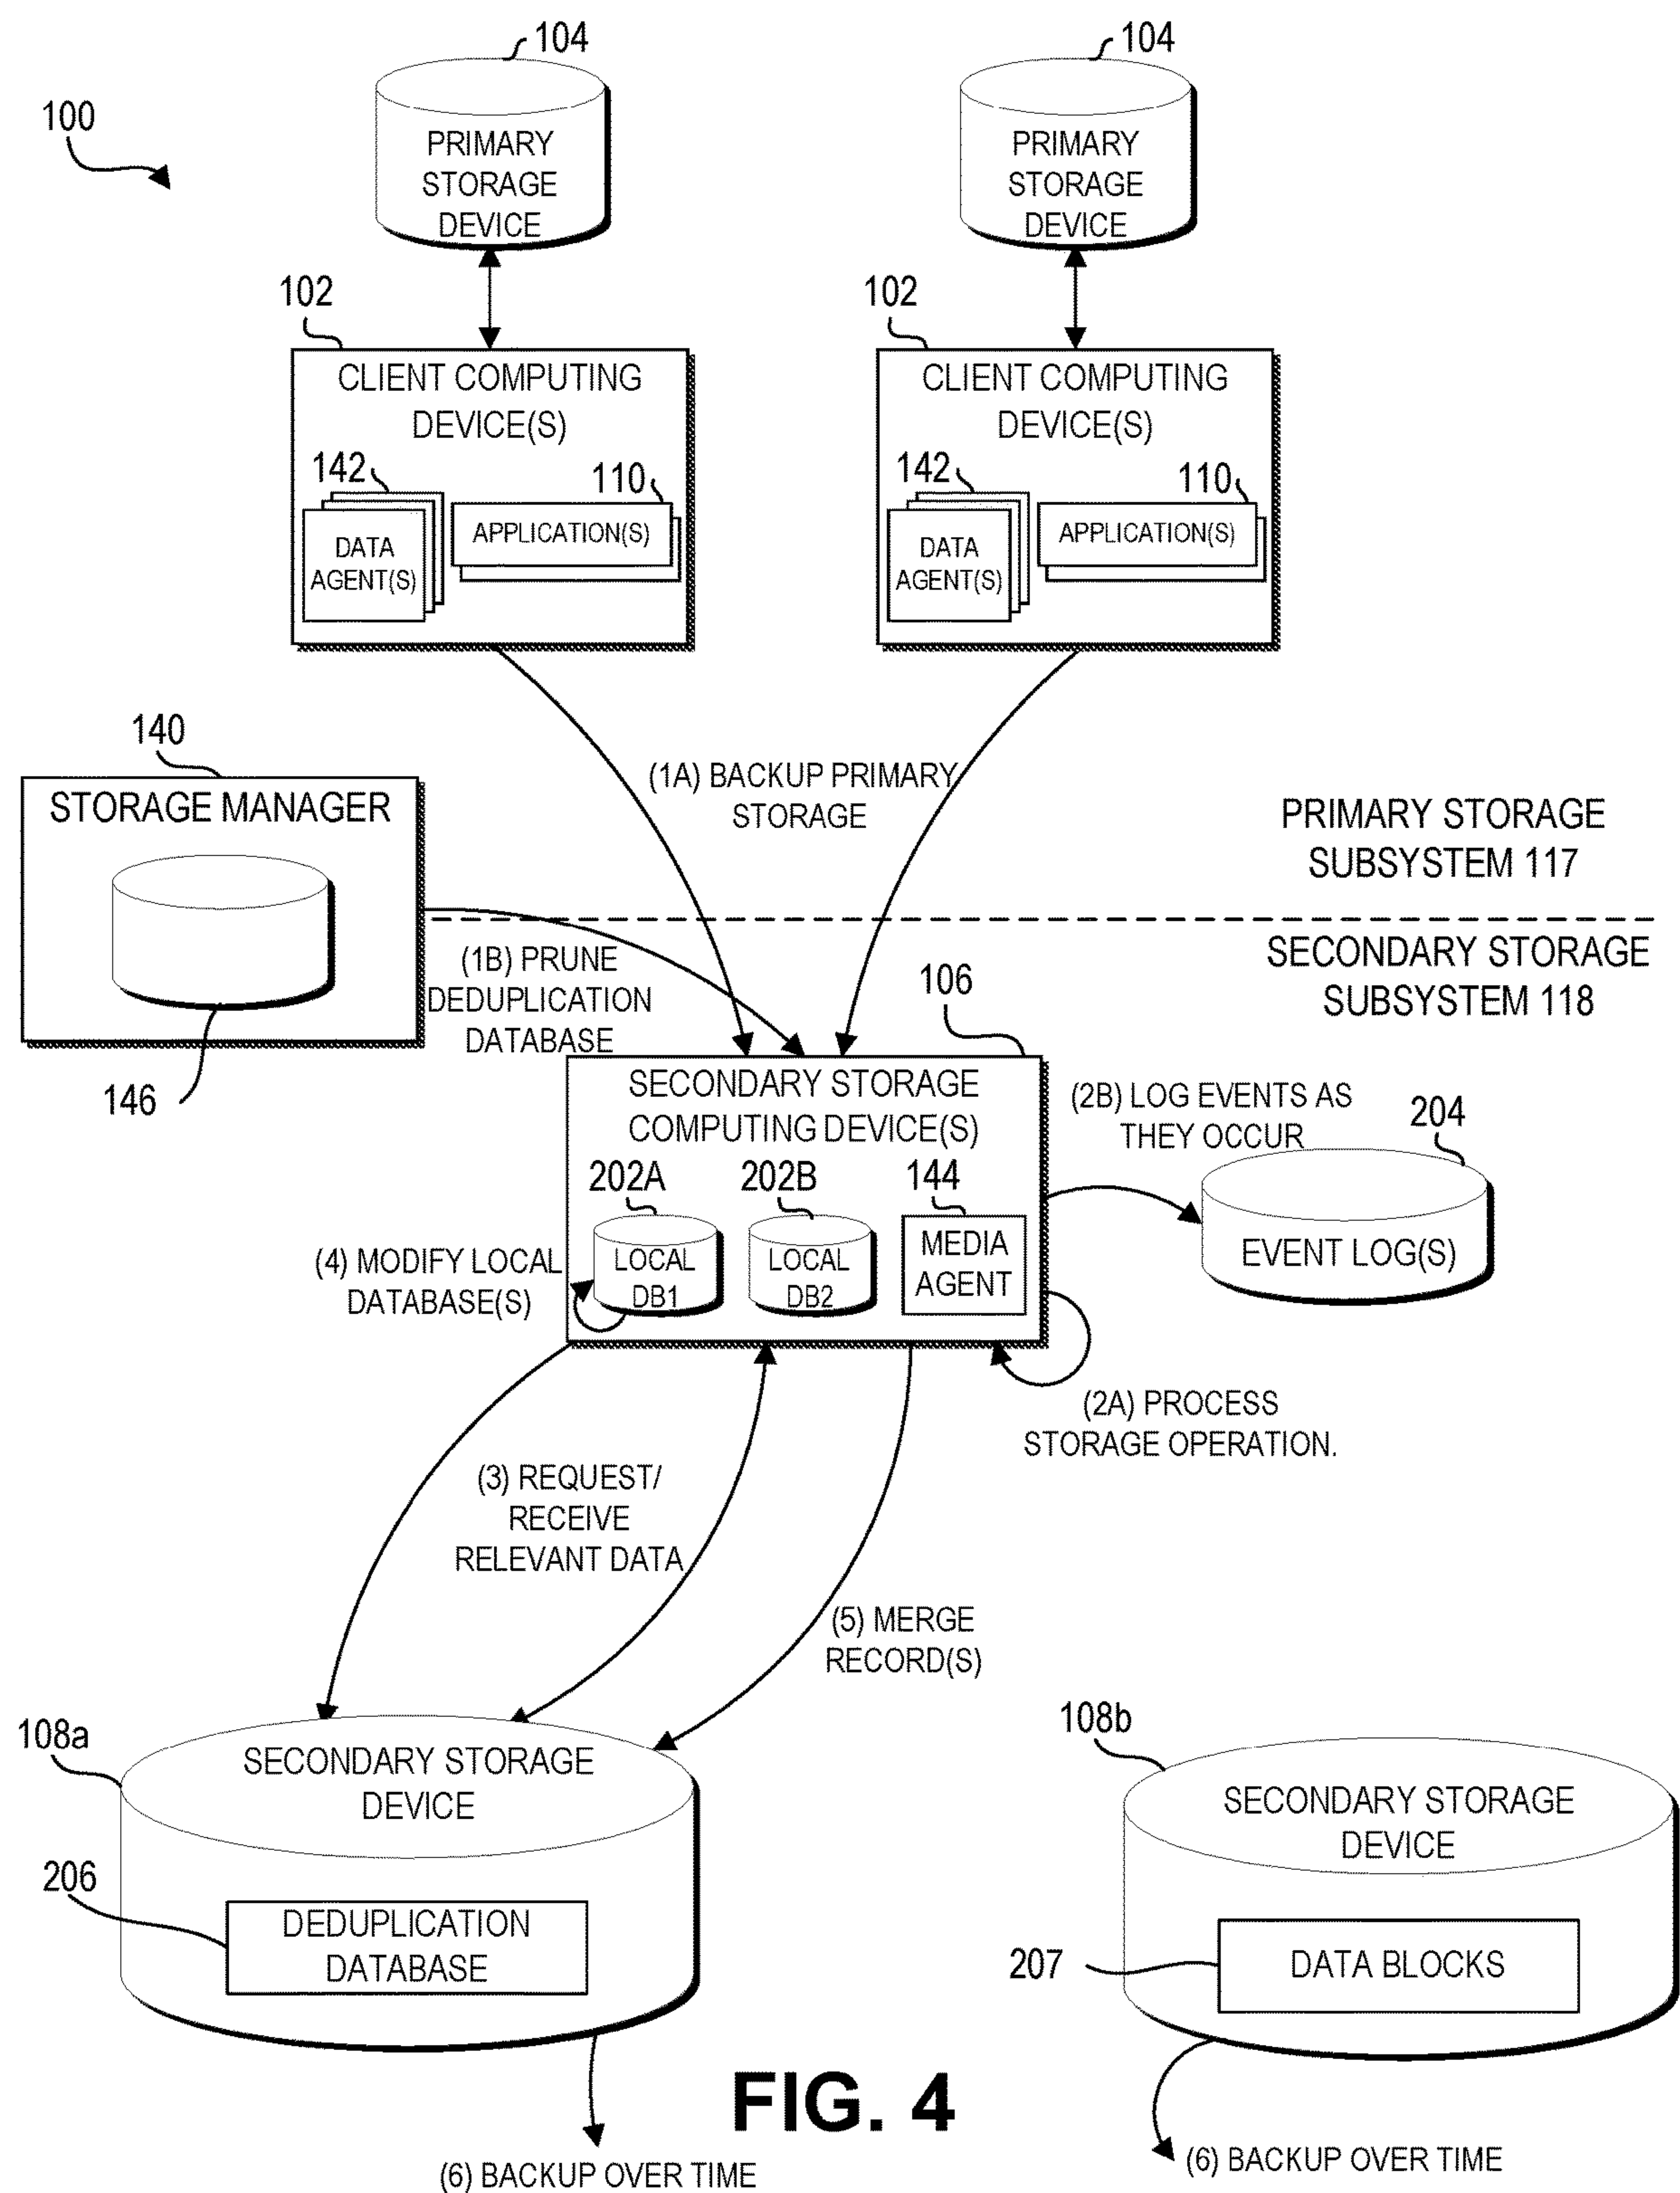 104
104
100
PRIMARY
STORAGE
DEVICE
PRIMARY
STORAGE
DEVICE
102
102
CLIENT COMPUTING
DEVICE(S)
142
110
DATA
AGENT(S)
APPLICATION(S)
CLIENT COMPUTING
DEVICE(S)
142
110
DATA
AGENT(S)
APPLICATION(S)
140
STORAGE MANAGER
146
(1A) BACKUP PRIMARY
STORAGE
PRIMARY STORAGE
SUBSYSTEM 117
SECONDARY STORAGE
SUBSYSTEM 118
(1B) PRUNE
DEDUPLICATION
DATABASE
106
SECONDARY STORAGE
COMPUTING DEVICE(S)
202A
202B
144
LOCAL
DB1
LOCAL
DB2
MEDIA
AGENT
(2B) LOG EVENTS AS
THEY OCCUR
204
EVENT LOG(S)
(4) MODIFY LOCAL
DATABASE(S)
(2A) PROCESS
STORAGE OPERATION.
(3) REQUEST/
RECEIVE
RELEVANT DATA
(5) MERGE
RECORD(S)
108a
SECONDARY STORAGE
DEVICE
206
DEDUPLICATION
DATABASE
108b
SECONDARY STORAGE
DEVICE
207
DATA BLOCKS
FIG. 4
(6) BACKUP OVER TIME
(6) BACKUP OVER TIME